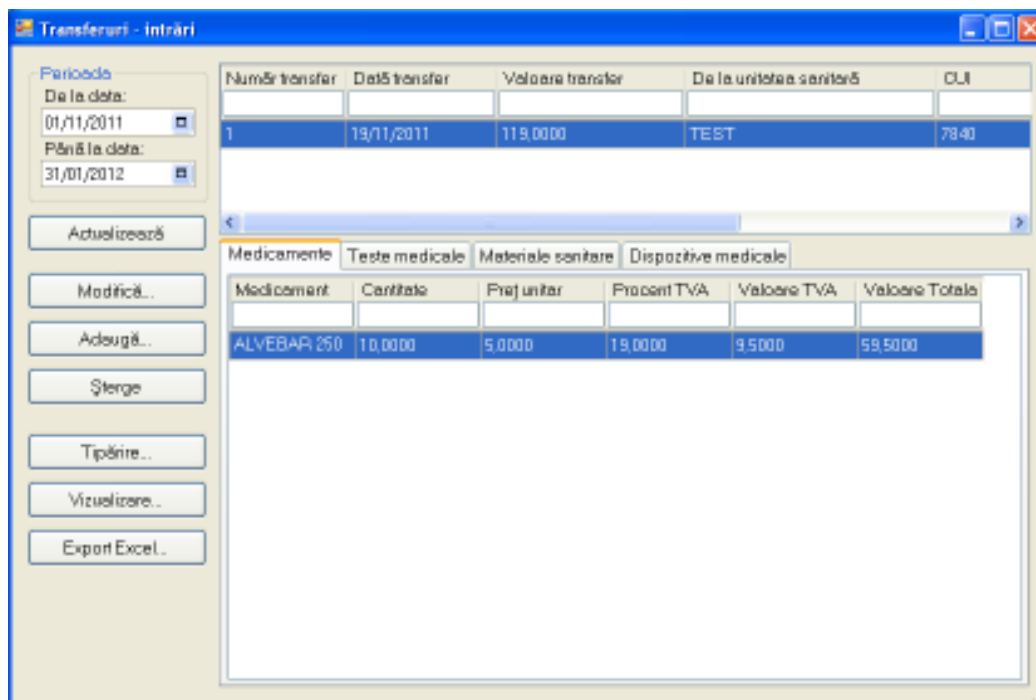 Transferuri - intrări
Perioada
De la data:
01/11/2011
Până la data:
31/01/2012
Actualizează
Modifică...
Adaugă...
Şterge
Tipărire...
Vizualizare...
Export Excel...
Număr transfer Dată transfer Valoare transfer De la unitatea sanitară CUI
1 19/11/2011 119,0000 TEST 7840
Medicamente Teste medicale Materiale sanitare Dispozitive medicale
Medicament Cantitate Preţ unitar Procent TVA Valoare TVA Valoare Totala
ALVEBAR 250 10,0000 5,0000 19,0000 9,5000 59,5000